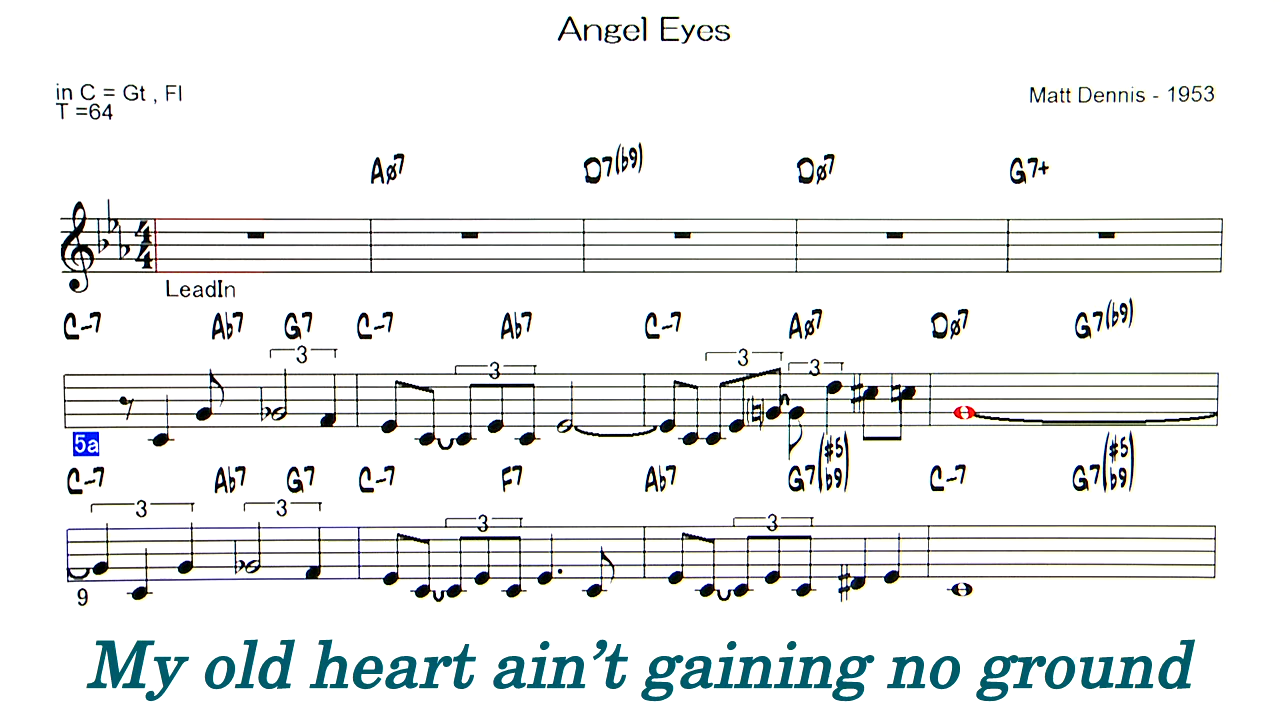 Angel Eyes
in C = Gt , Fl
T =64
Matt Dennis - 1953
Aø7 D7(b9) Dø7 G7+
4
4
LeadIn
C-7 Ab7 G7 C-7 Ab7 C-7 Aø7 Dø7 G7(b9)
3 3 3 3
5a
C-7 Ab7 G7 C-7 F7 Ab7 G7(#5 b9) C-7 G7(#5 b9)
3 3 3 3
9
My old heart ain’t gaining no ground